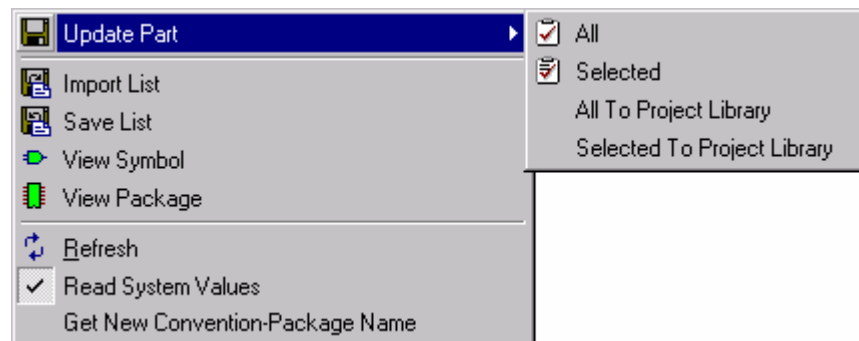 Update Part
Import List
Save List
View Symbol
View Package
Refresh
Read System Values
Get New Convention-Package Name
All
Selected
All To Project Library
Selected To Project Library